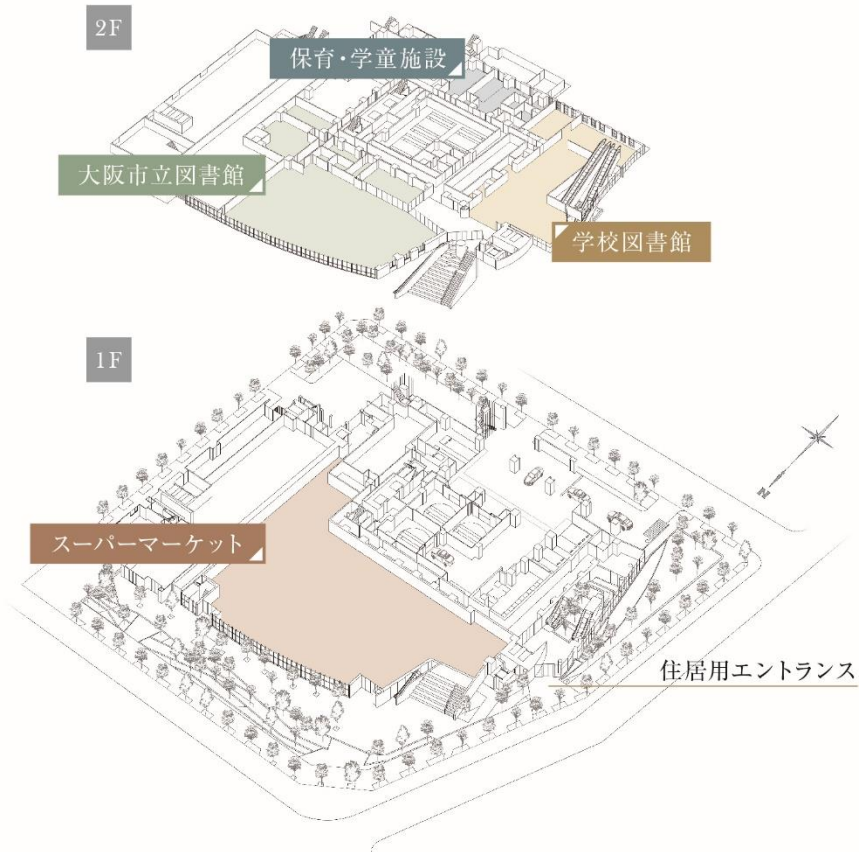 2F
保育・学童施設
大阪市立図書館
学校図書館
1F
N
スーパーマーケット
住居用エントランス